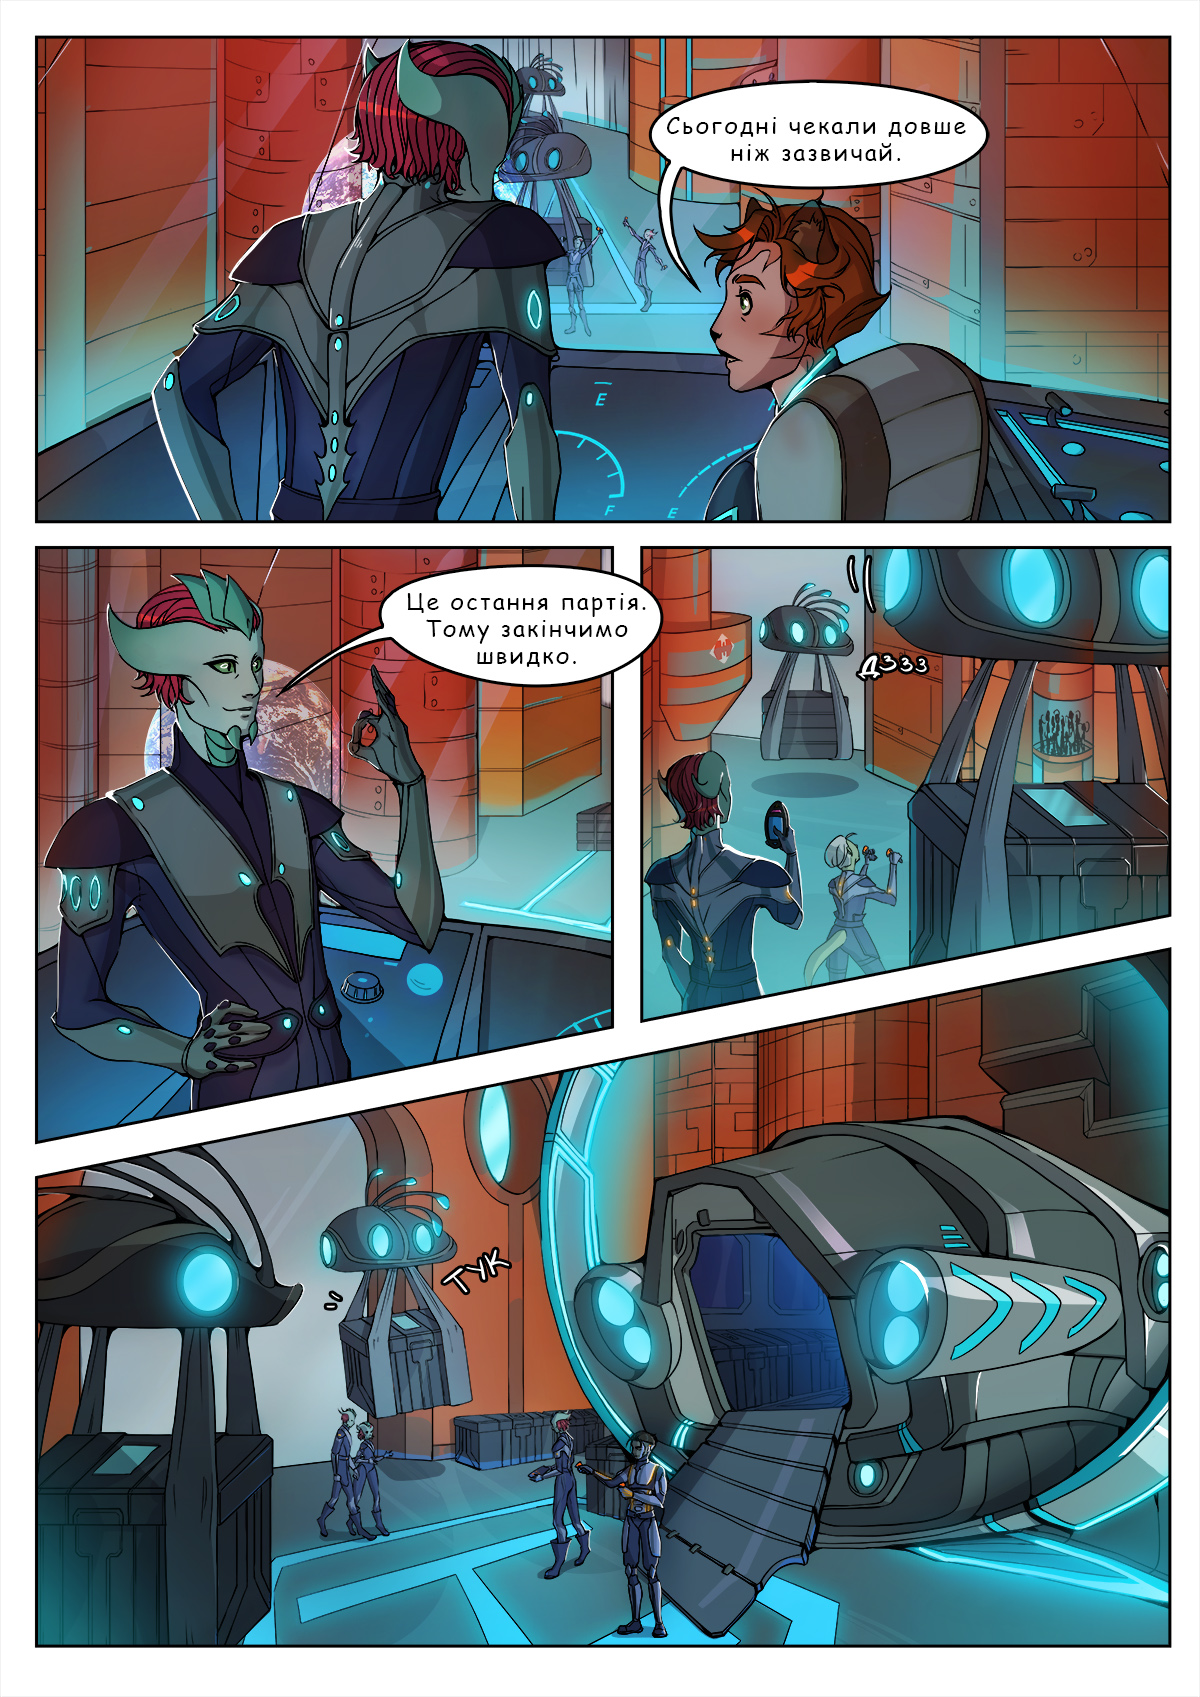 Сьогодні чекали довше
ніж зазвичай.
E
F
E
Це остання партія.
Тому закінчимо
швидко.
Дззз
ТУК